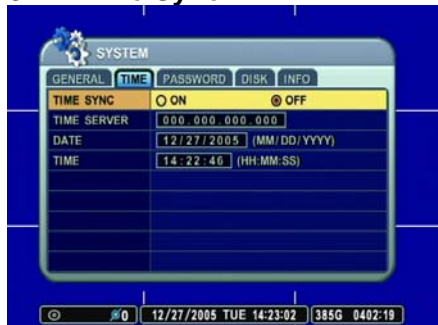 SYSTEM
GENERAL TIME PASSWORD DISK INFO
TIME SYNC ON OFF
TIME SERVER 000.000.000.000
DATE 12/27/2005 (MM/DD/YYYY)
TIME 14:22:46 (HH:MM:SS)
0 12/27/2005 TUE 14:23:02 385G 0402:19